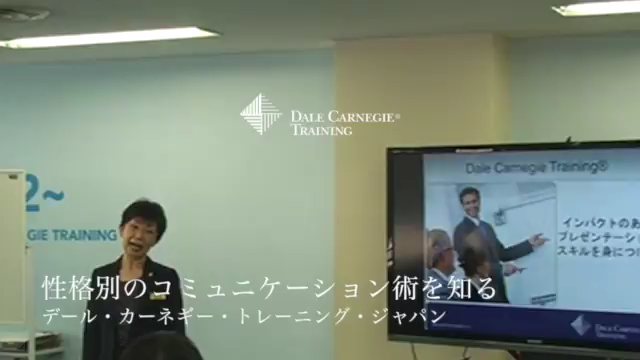 DALE CARNEGIE®
TRAINING
2~
GIE TRAINING
Dale Carnegie Training®
インパクトのあ
プレゼンテーショ
スキルを身につけ
性格別のコミュニケーション術を知る
デール・カーネギー・トレーニング・ジャパン